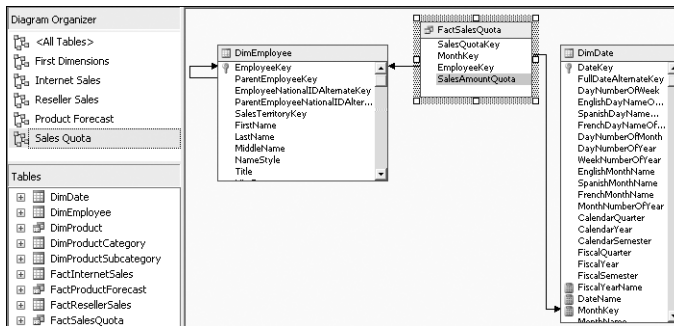 Diagram Organizer
<All Tables>
First Dimensions
Internet Sales
Reseller Sales
Product Forecast
Sales Quota
Tables
DimDate
DimEmployee
DimProduct
DimProductCategory
DimProductSubcategory
FactInternetSales
FactProductForecast
FactResellerSales
FactSalesQuota
DimEmployee
EmployeeKey
ParentEmployeeKey
EmployeeNationalIDAlternateKey
ParentEmployeeNationalIDAlter...
SalesTerritoryKey
FirstName
LastName
MiddleName
NameStyle
Title
FactSalesQuota
SalesQuotaKey
MonthKey
EmployeeKey
SalesAmountQuota
DimDate
DateKey
FullDateAlternateKey
DayNumberOfWeek
EnglishDayNameO...
SpanishDayName...
FrenchDayNameOf...
DayNumberOfMonth
DayNumberOfYear
WeekNumberOfYear
EnglishMonthName
SpanishMonthName
FrenchMonthName
MonthNumberOfYear
CalendarQuarter
CalendarYear
CalendarSemester
FiscalQuarter
FiscalYear
FiscalSemester
FiscalYearName
DateName
MonthKey
MonthName